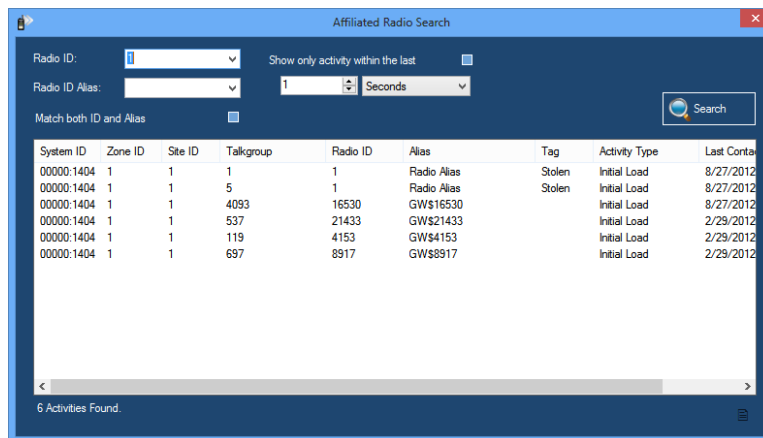 Affiliated Radio Search
Radio ID: 1 Show only activity within the last
Radio ID Alias: 1 Seconds
Match both ID and Alias
Search
System ID Zone ID Site ID Talkgroup Radio ID Alias Tag Activity Type Last Conta
00000:1404 1 1 1 1 Radio Alias Stolen Initial Load 8/27/2012
00000:1404 1 1 5 1 Radio Alias Stolen Initial Load 8/27/2012
00000:1404 1 1 4093 16530 GW$16530 Initial Load 8/27/2012
00000:1404 1 1 537 21433 GW$21433 Initial Load 2/29/2012
00000:1404 1 1 119 4153 GW$4153 Initial Load 2/29/2012
00000:1404 1 1 697 8917 GW$8917 Initial Load 2/29/2012
6 Activities Found.